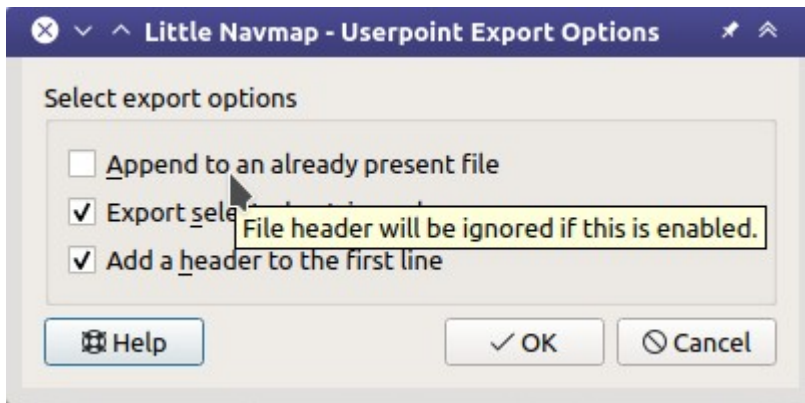 Little Navmap - Userpoint Export Options
Select export options
Append to an already present file
Export
File header will be ignored if this is enabled.
Add a header to the first line
Help
OK
Cancel